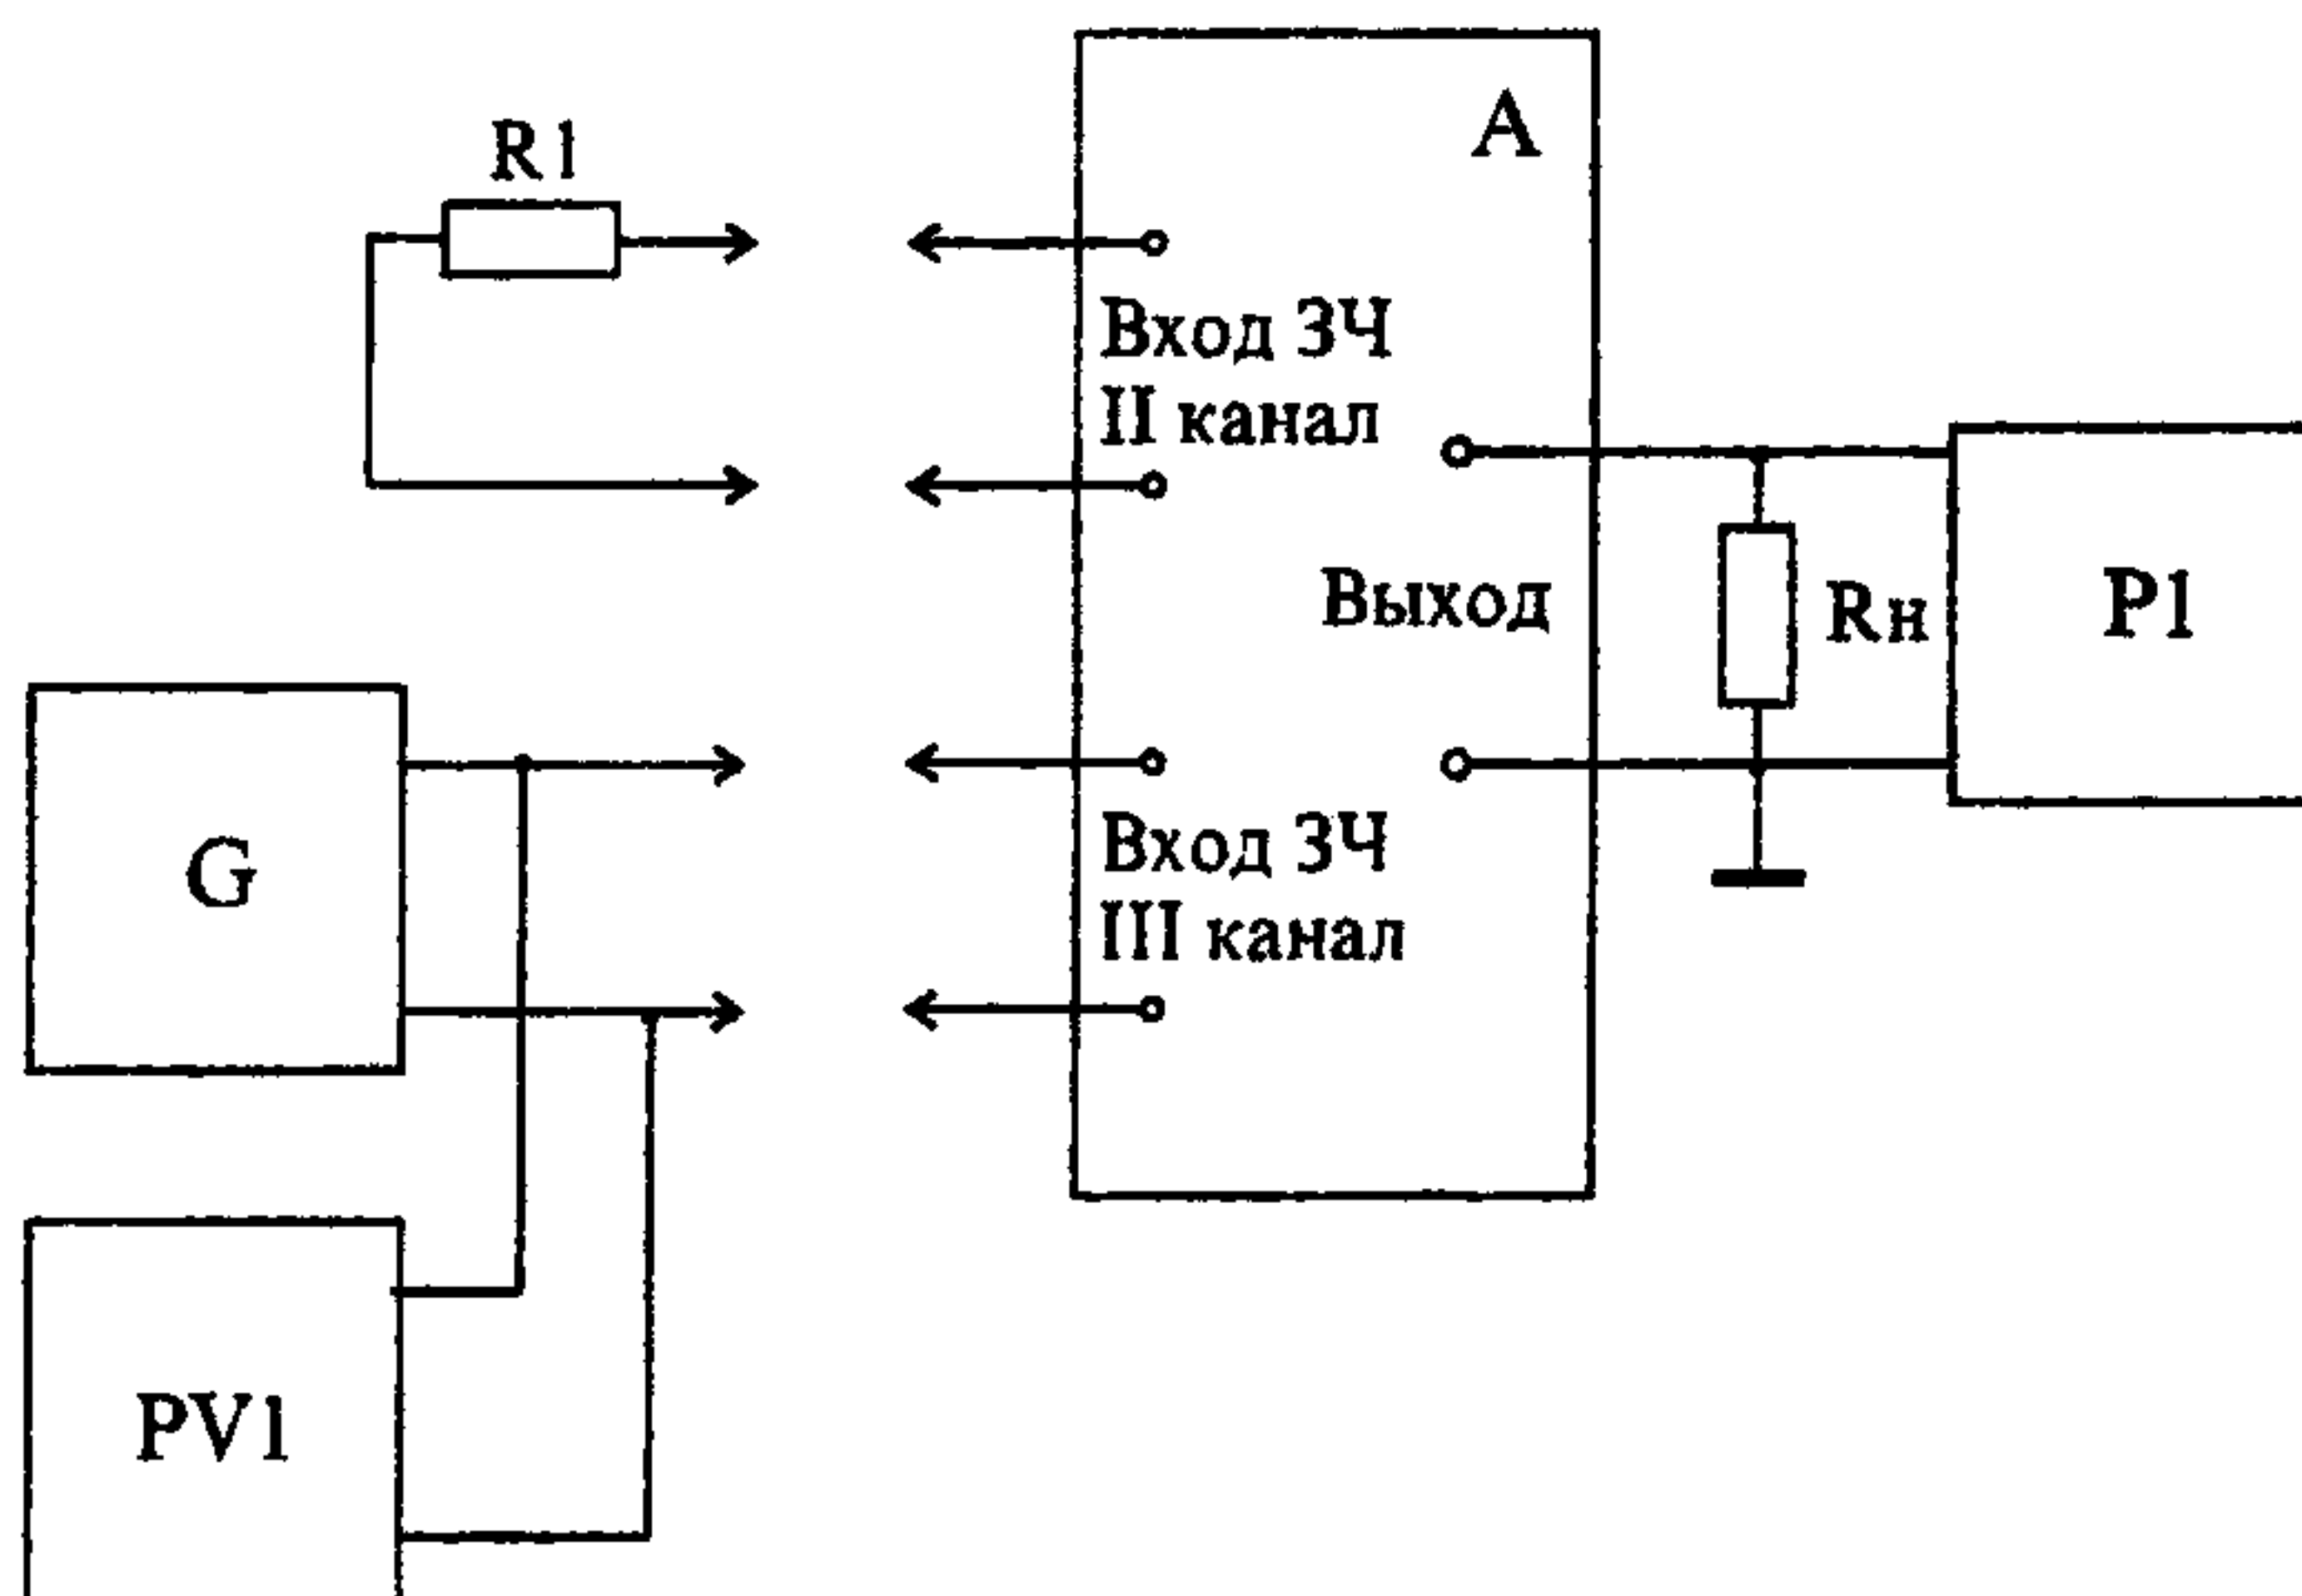 R1
A
Вход ЗЧ
II канал
Выход
Rн
P1
G
Вход ЗЧ
III канал
PV1